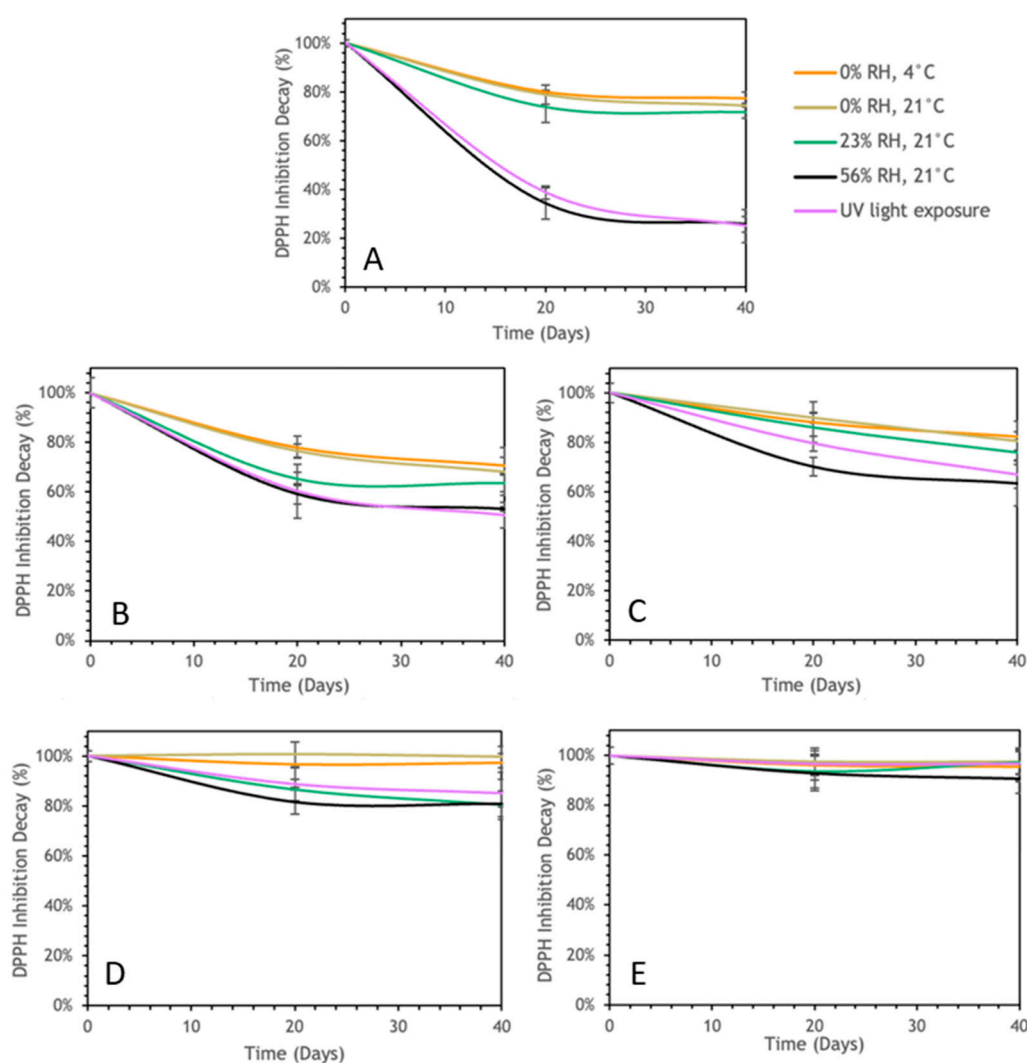 100%
80%
60%
40%
20%
0%
DPPH Inhibition Decay (%)
A
0
10
20
30
40
Time (Days)
0% RH, 4°C
0% RH, 21°C
23% RH, 21°C
56% RH, 21°C
UV light exposure
100%
80%
60%
40%
20%
0%
DPPH Inhibition Decay (%)
B
0
10
20
30
40
Time (Days)
100%
80%
60%
40%
20%
0%
DPPH Inhibition Decay (%)
C
0
10
20
30
40
Time (Days)
100%
80%
60%
40%
20%
0%
DPPH Inhibition Decay (%)
D
0
10
20
30
40
Time (Days)
100%
80%
60%
40%
20%
0%
DPPH Inhibition Decay (%)
E
0
10
20
30
40
Time (Days)